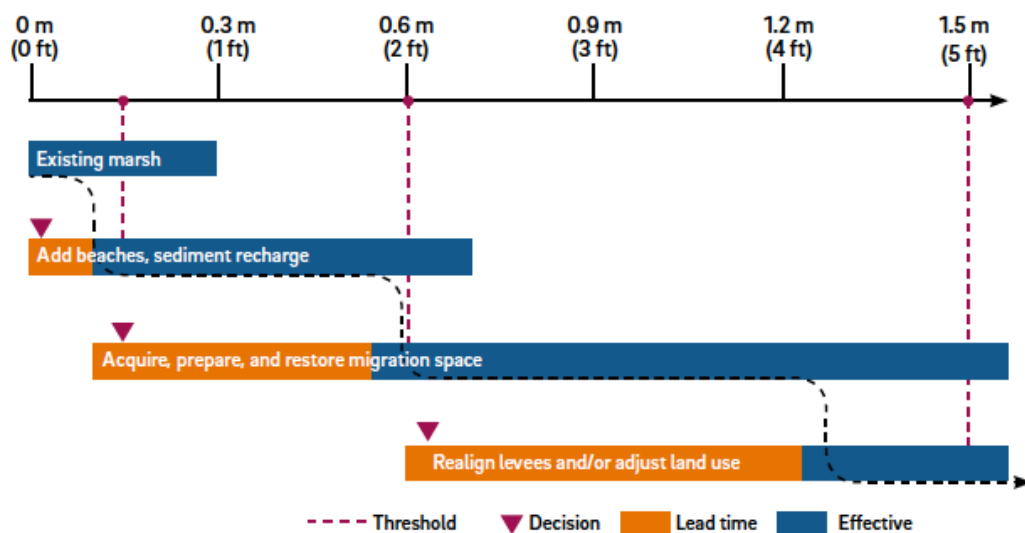 0 m
(0 ft)
0.3 m
(1 ft)
0.6 m
(2 ft)
0.9 m
(3 ft)
1.2 m
(4 ft)
1.5 m
(5 ft)
Existing marsh
Add beaches, sediment recharge
Acquire, prepare, and restore migration space
Realign levees and/or adjust land use
Threshold
Decision
Lead time
Effective